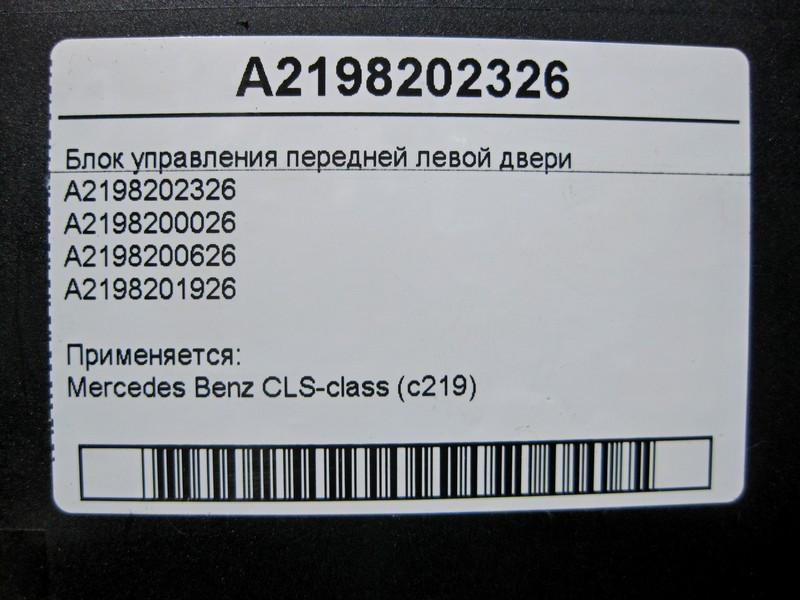 A2198202326
Блок управления передней левой двери
A2198202326
A2198200026
A2198200626
A2198201926
Применяется:
Mercedes Benz CLS-class (c219)